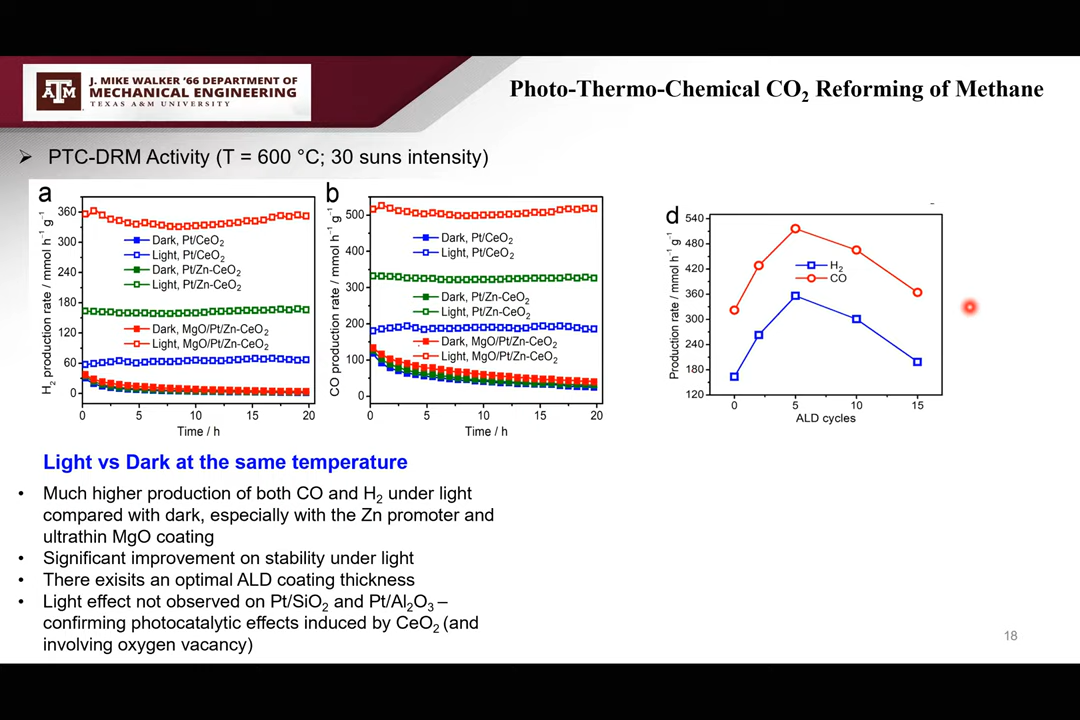 J. MIKE WALKER '66 DEPARTMENT OF
MECHANICAL ENGINEERING
TEXAS A&M UNIVERSITY
ATM
Photo-Thermo-Chemical CO₂ Reforming of Methane
➢ PTC-DRM Activity (T = 600 °C; 30 suns intensity)
a
H₂ production rate / mmol h⁻¹ g⁻¹
360
300
240
180
120
60
0
Dark, Pt/CeO₂
Light, Pt/CeO₂
Dark, Pt/Zn-CeO₂
Light, Pt/Zn-CeO₂
Dark, MgO/Pt/Zn-CeO₂
Light, MgO/Pt/Zn-CeO₂
0 5 10 15 20
Time / h
b
CO production rate / mmol h⁻¹ g⁻¹
500
400
300
200
100
0
Dark, Pt/CeO₂
Light, Pt/CeO₂
Dark, Pt/Zn-CeO₂
Light, Pt/Zn-CeO₂
Dark, MgO/Pt/Zn-CeO₂
Light, MgO/Pt/Zn-CeO₂
0 5 10 15 20
Time / h
d
Production rate / mmol h⁻¹ g⁻¹
540
480
420
360
300
240
180
120
H₂
CO
0 5 10 15
ALD cycles
Light vs Dark at the same temperature
• Much higher production of both CO and H₂ under light
compared with dark, especially with the Zn promoter and
ultrathin MgO coating
• Significant improvement on stability under light
• There exisits an optimal ALD coating thickness
• Light effect not observed on Pt/SiO₂ and Pt/Al₂O₃ –
confirming photocatalytic effects induced by CeO₂ (and
involving oxygen vacancy)
18